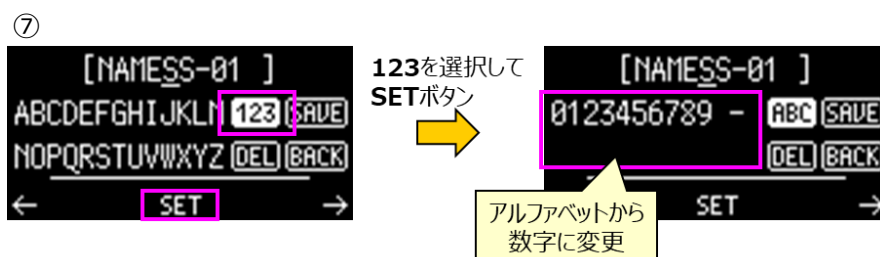 ⑦
[NAMESS-01 ]
ABCDEFGHIJKLM 123 SAVE
NOPQRSTUVWXYZ DEL BACK
← SET →
123を選択して
SETボタン
[NAMESS-01 ]
0123456789 - ABC SAVE
DEL BACK
SET →
アルファベットから
数字に変更